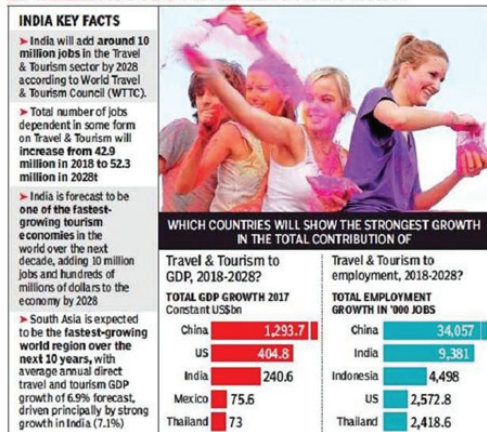 INDIA KEY FACTS
➤ India will add around 10
million jobs in the Travel
& Tourism sector by 2028
according to World Travel
& Tourism Council (WTTC).
➤ Total number of jobs
dependent in some form
on Travel & Tourism will
increase from 42.9
million in 2018 to 52.3
million in 2028t
➤ India is forecast to be
one of the fastest-
growing tourism
economies in the
world over the next
decade, adding 10 million
jobs and hundreds of
millions of dollars to the
economy by 2028
➤ South Asia is expected
to be the fastest-growing
world region over the
next 10 years, with
average annual direct
travel and tourism GDP
growth of 6.9% forecast,
driven principally by strong
growth in India (7.1%)
WHICH COUNTRIES WILL SHOW THE STRONGEST GROWTH
IN THE TOTAL CONTRIBUTION OF
Travel & Tourism to
GDP, 2018-2028?
TOTAL GDP GROWTH 2017
Constant US$bn
China 1,293.7
US 404.8
India 240.6
Mexico 75.6
Thailand 73
Travel & Tourism to
employment, 2018-2028?
TOTAL EMPLOYMENT
GROWTH IN '000 JOBS
China 34,057
India 9,381
Indonesia 4,498
US 2,572.8
Thailand 2,418.6